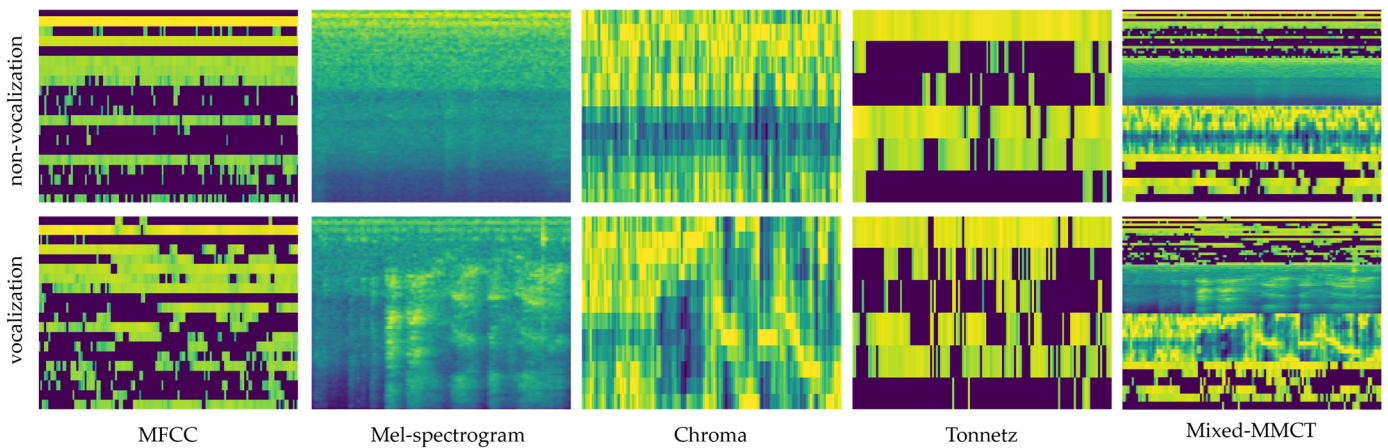 non-vocalization
vocalization
MFCC
Mel-spectrogram
Chroma
Tonnetz
Mixed-MMCT